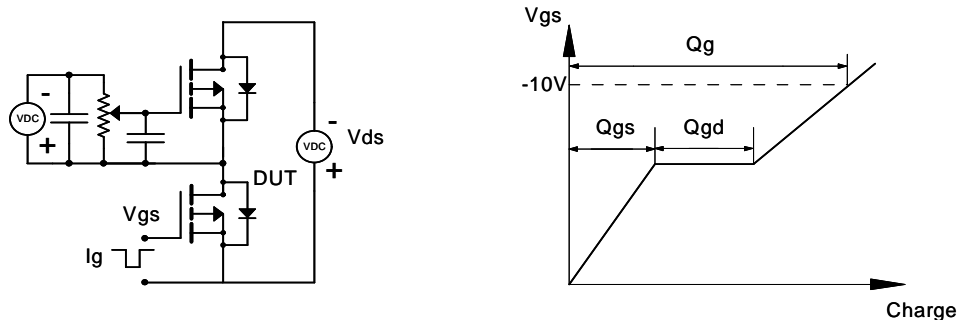 -
VDC
+
-
VDC
+
Vds
DUT
Vgs
Ig
Vgs
Qg
-10V
Qgs
Qgd
Charge